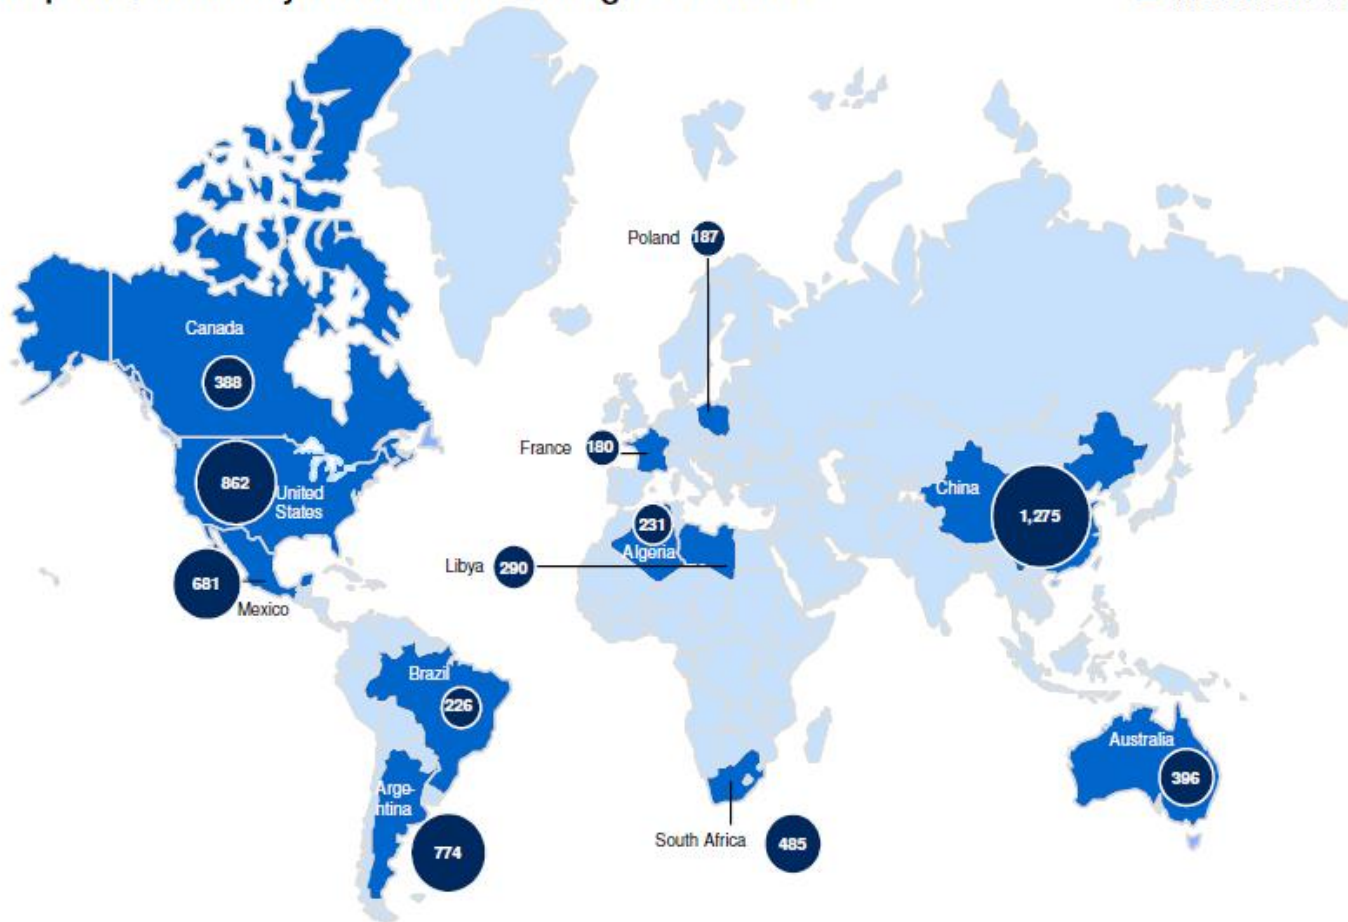 Poland 187
Canada
388
France 180
862
United
States
China
1,275
231
Algeria
Libya 290
681
Mexico
Brazil
226
Australia
396
Arge-
ntina
South Africa 485
774